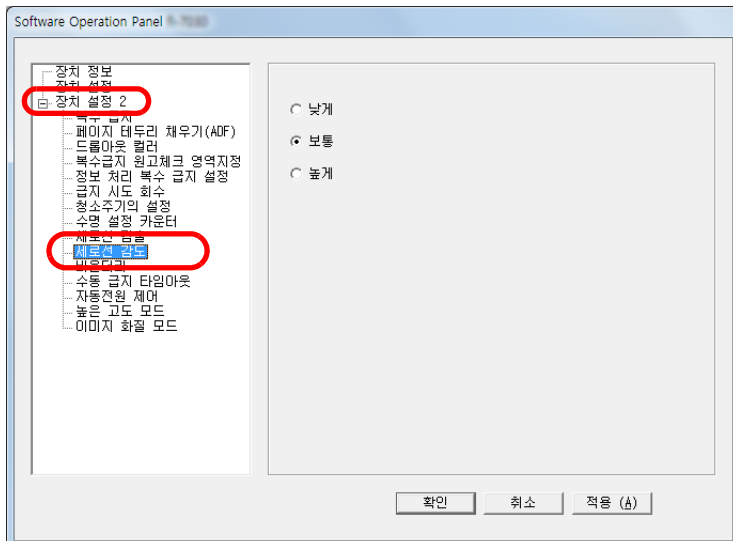 Software Operation Panel
장치 정보
장치 설정
장치 설정 2
복수 급지
페이지 테두리 채우기(ADF)
드롭아웃 컬러
복수급지 원고체크 영역지정
정보 처리 복수 급지 설정
급지 시도 회수
청소주기의 설정
수명 설정 카운터
세로선 검출
세로선 감도
수동 급지 타임아웃
자동전원 제어
높은 고도 모드
이미지 화질 모드
낮게
보통
높게
확인
취소
적용 (A)